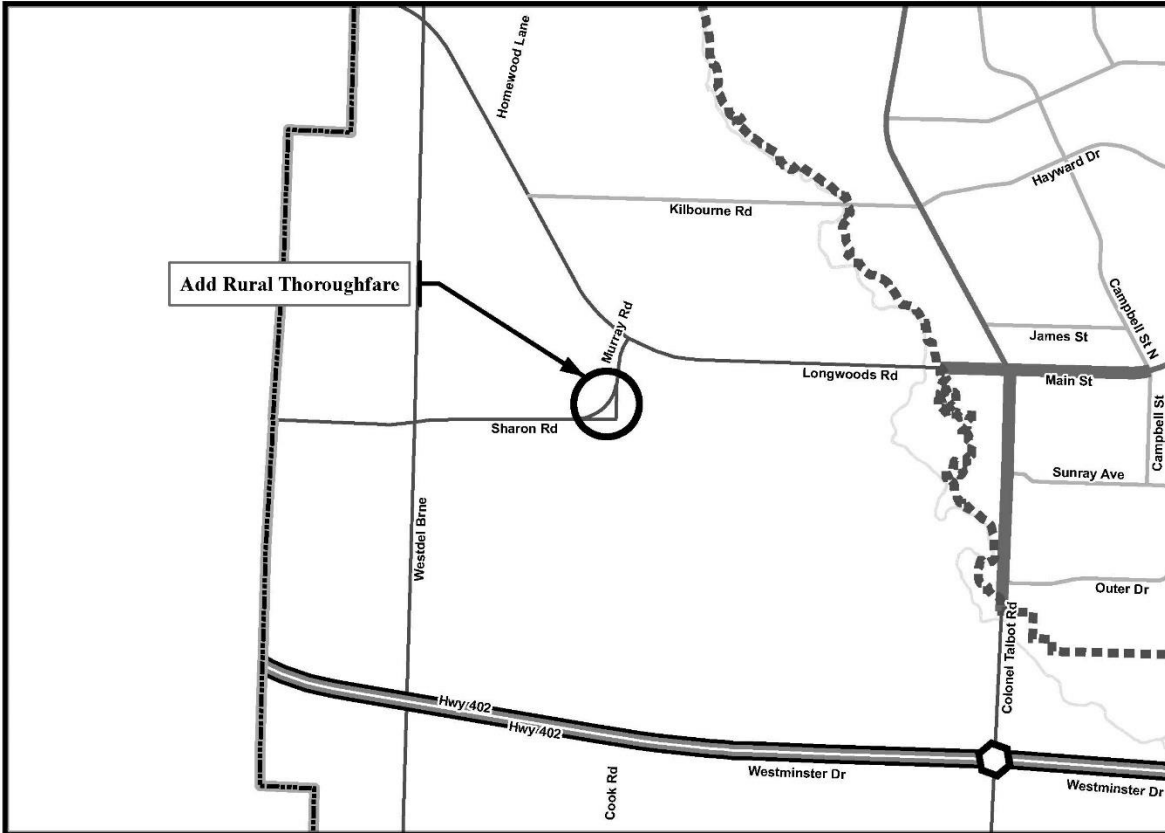 Homewood Lane
Hayward Dr
Kilbourne Rd
Add Rural Thoroughfare
Murray Rd
Campbell St N
James St
Longwoods Rd
Main St
Sharon Rd
Campbell St
Sunray Ave
Westdel Brne
Outer Dr
Colonel Talbot Rd
Hwy 402
Hwy 402
Westminster Dr
Westminster Dr
Cook Rd